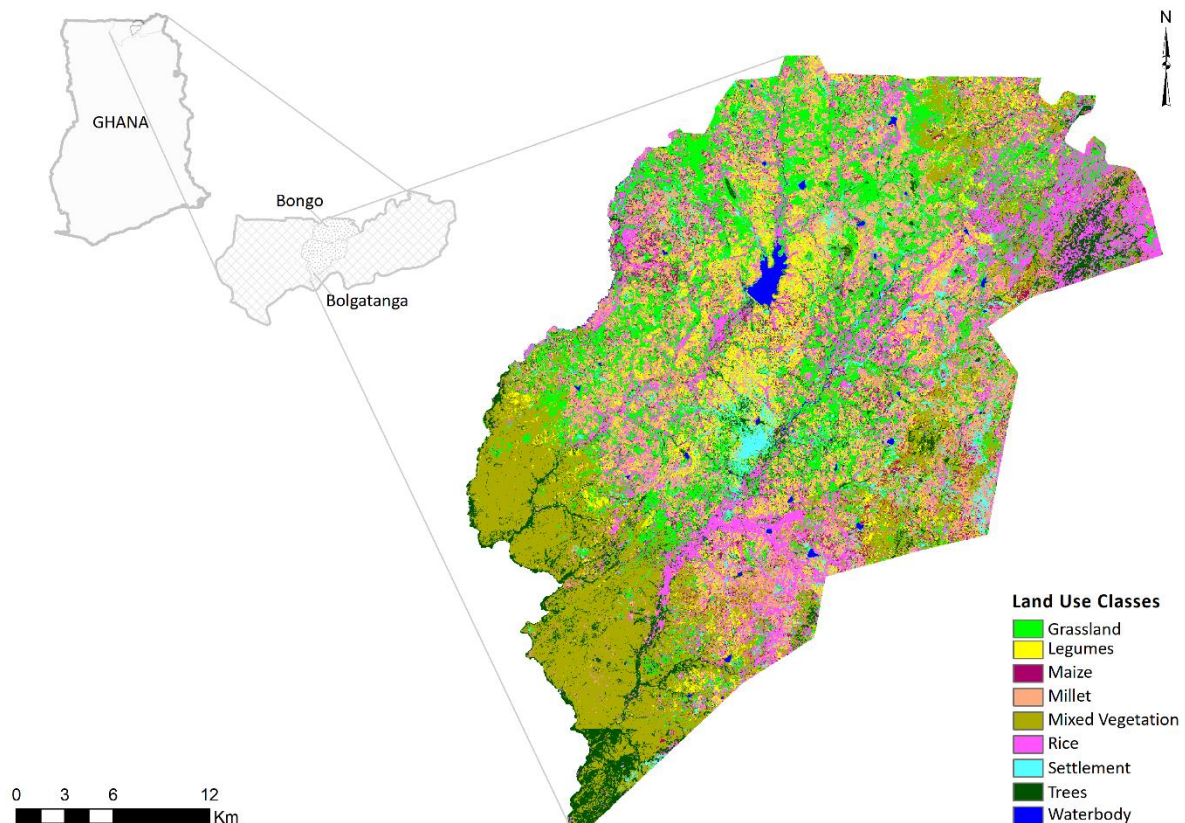 N
GHANA
Bongo
Bolgatanga
Land Use Classes
Grassland
Legumes
Maize
Millet
Mixed Vegetation
Rice
Settlement
Trees
Waterbody
0 3 6 12
Km